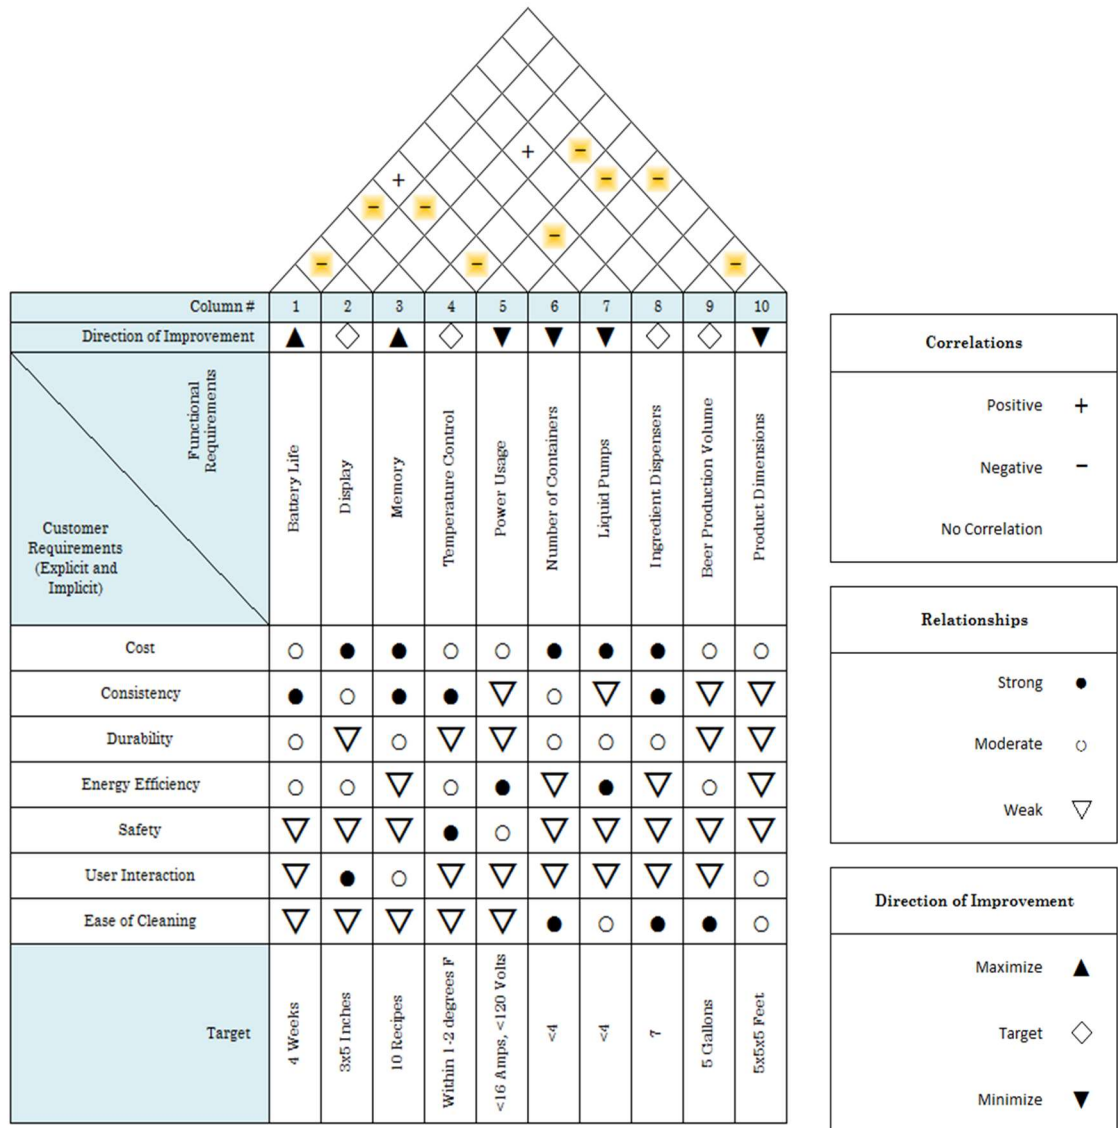 Column # 1 2 3 4 5 6 7 8 9 10
Direction of Improvement
Functional
Requirements
Customer
Requirements
(Explicit and
Implicit)
Battery Life
Display
Memory
Temperature Control
Power Usage
Number of Containers
Liquid Pumps
Ingredient Dispensers
Beer Production Volume
Product Dimensions
Cost
Consistency
Durability
Energy Efficiency
Safety
User Interaction
Ease of Cleaning
Target
4 Weeks
3x5 Inches
10 Recipes
Within 1-2 degrees F
<16 Amps, <120 Volts
<4
<4
7
5 Gallons
5x5x5 Feet
Correlations
Positive +
Negative −
No Correlation
Relationships
Strong ●
Moderate ○
Weak ▽
Direction of Improvement
Maximize ▲
Target ◇
Minimize ▼